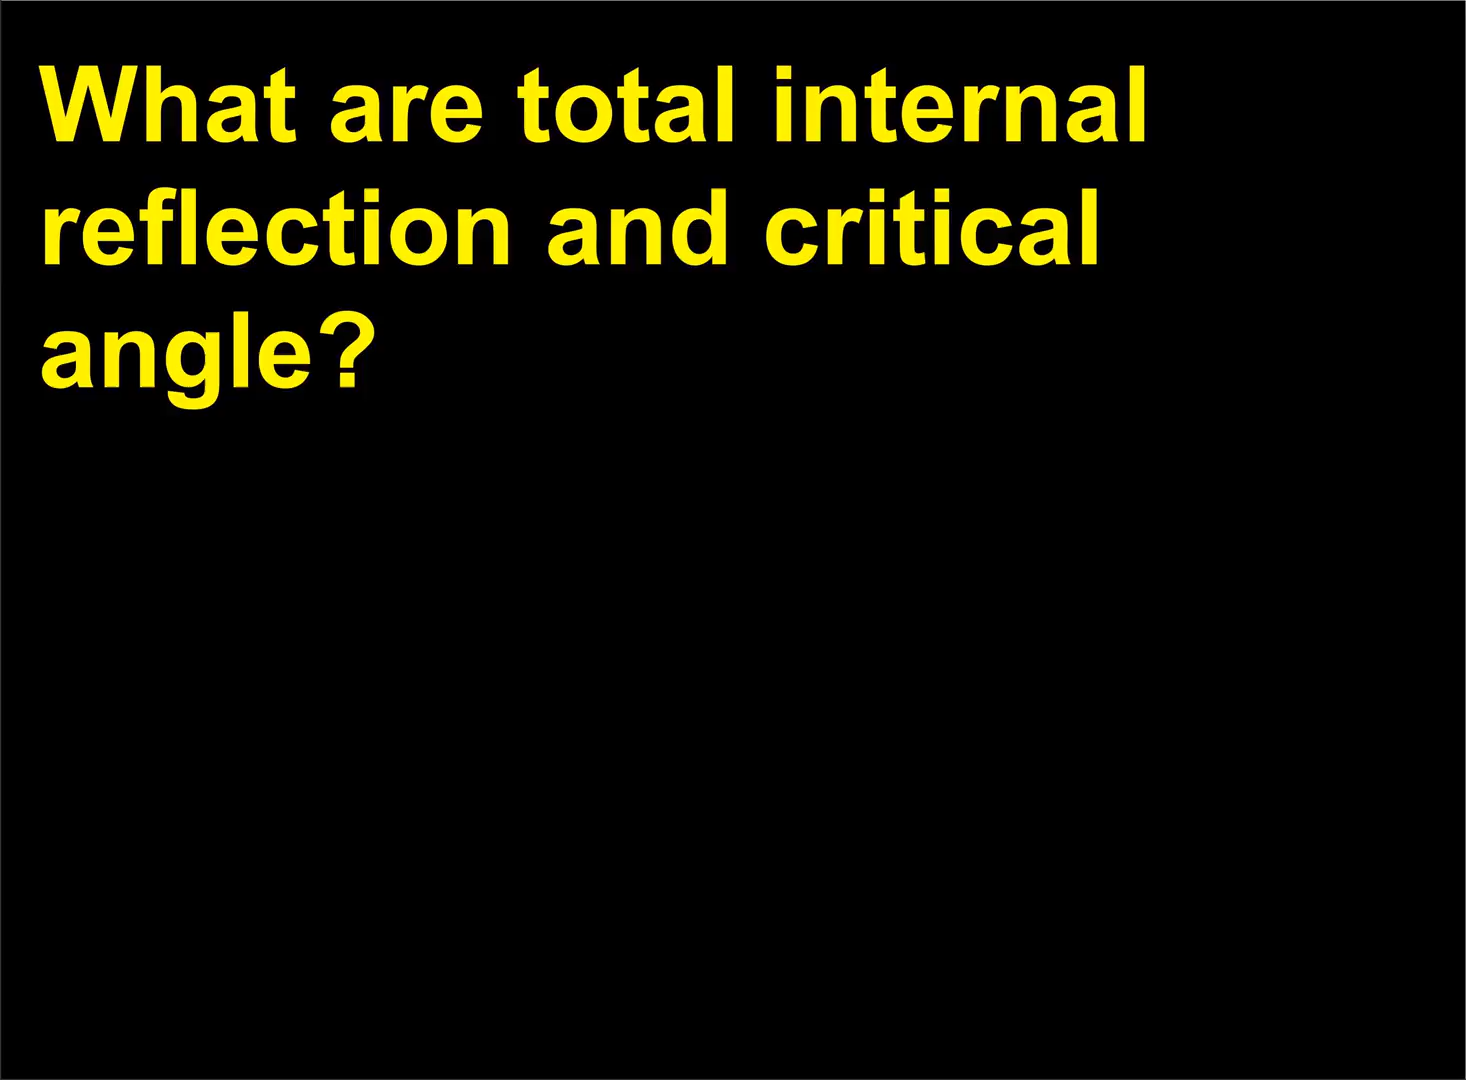 What are total internal
reflection and critical
angle?